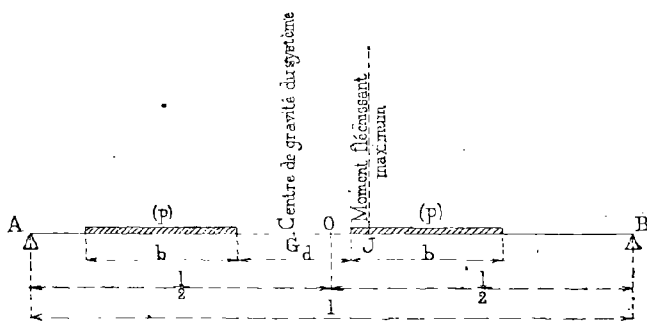 Centre de gravité du système
Moment fléchissant
maximum
(p)
(p)
A
G
O
J
B
b
d
b
l
2
l
2
l